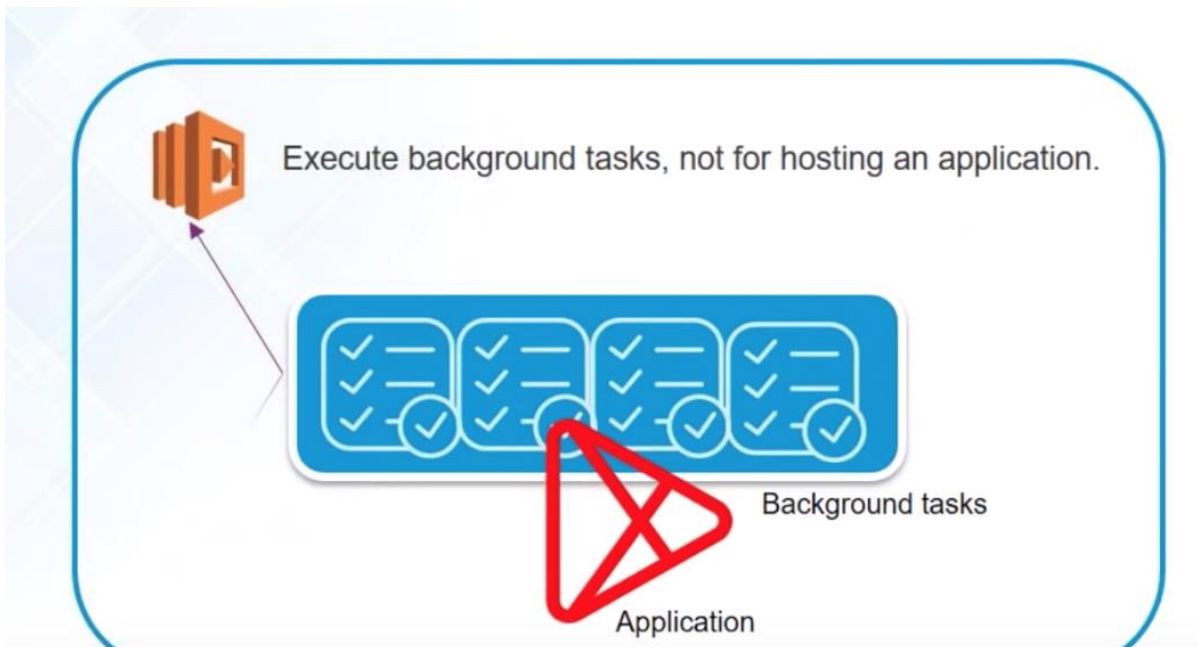 Execute background tasks, not for hosting an application.
Background tasks
Application